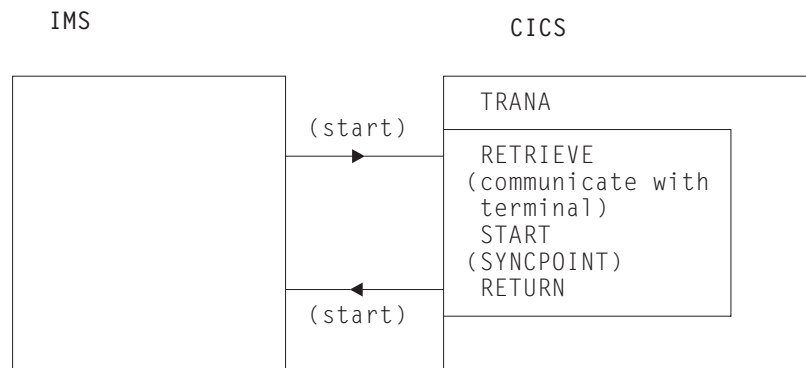 IMS
CICS
TRANA
(start)
RETRIEVE
(communicate with
terminal)
START
(SYNCPOINT)
RETURN
(start)